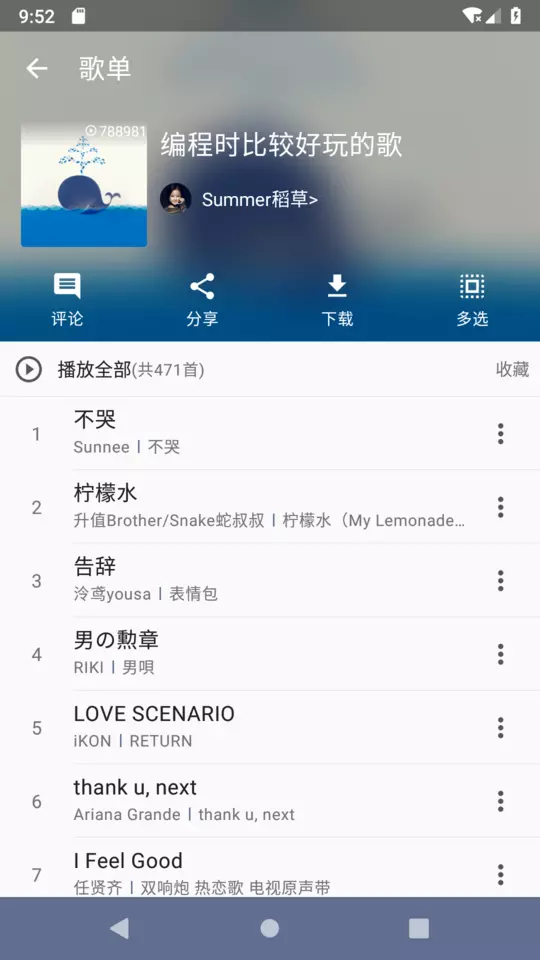 9:52
歌单
788981
编程时比较好玩的歌
Summer稻草>
评论
分享
下载
多选
播放全部(共471首)
收藏
1
不哭
Sunnee | 不哭
2
柠檬水
升值Brother/Snake蛇叔叔 | 柠檬水（My Lemonade...
3
告辞
泠鸢yousa | 表情包
4
男の勲章
RIKI | 男唄
5
LOVE SCENARIO
iKON | RETURN
6
thank u, next
Ariana Grande | thank u, next
7
I Feel Good
任贤齐 | 双响炮 热恋歌 电视原声带